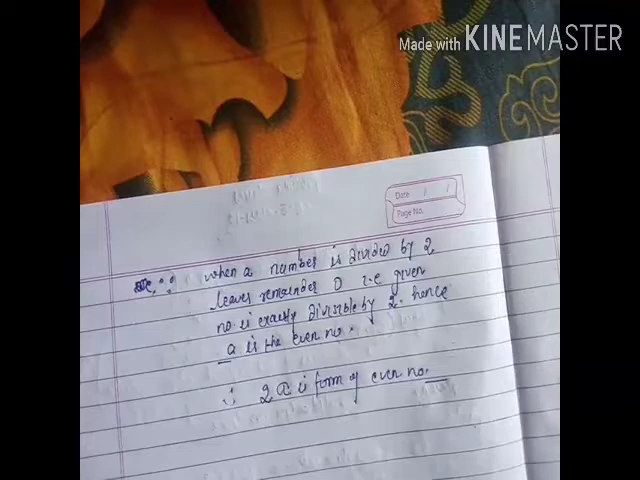 Made with KINEMASTER
Date / /
Page No.
∵ when a number is divided by 2
leaves remainder 0 i.e given
no is exactly divisible by 2. hence
a is the even no.
∴ 2 is form of even no.